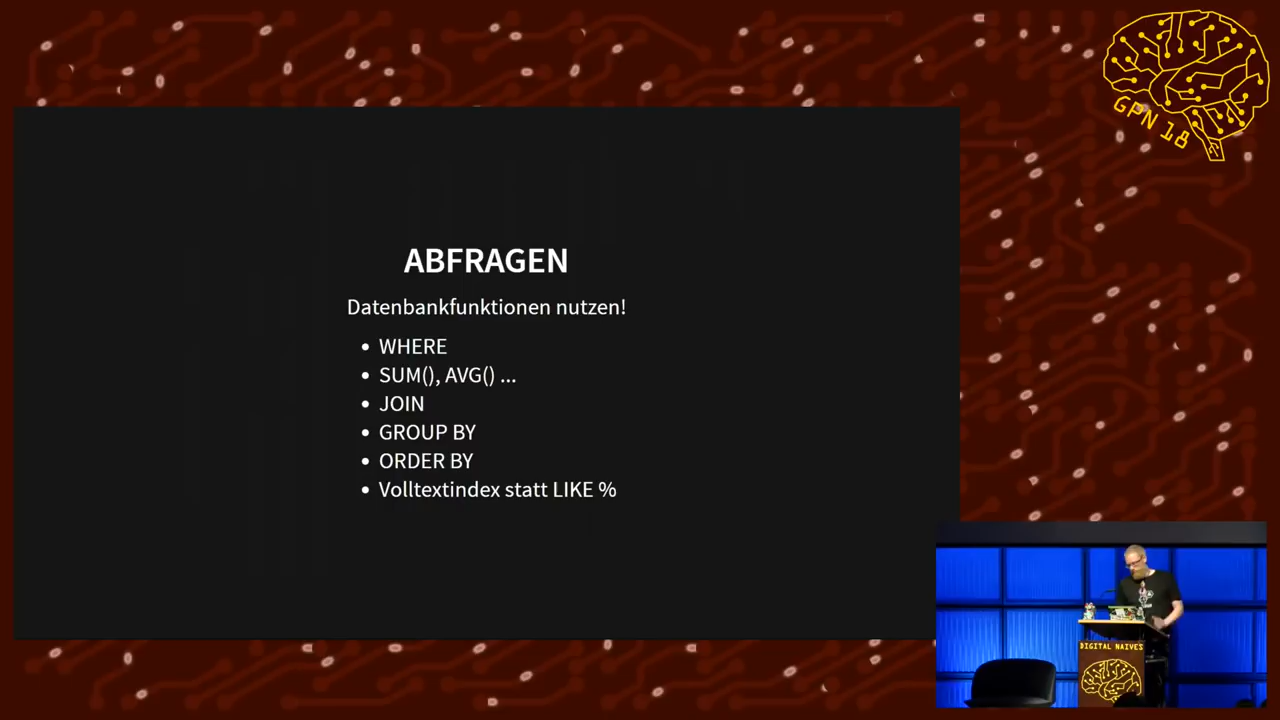 GPN 18
ABFRAGEN
Datenbankfunktionen nutzen!
• WHERE
• SUM(), AVG() ...
• JOIN
• GROUP BY
• ORDER BY
• Volltextindex statt LIKE %
DIGITAL NAIVES